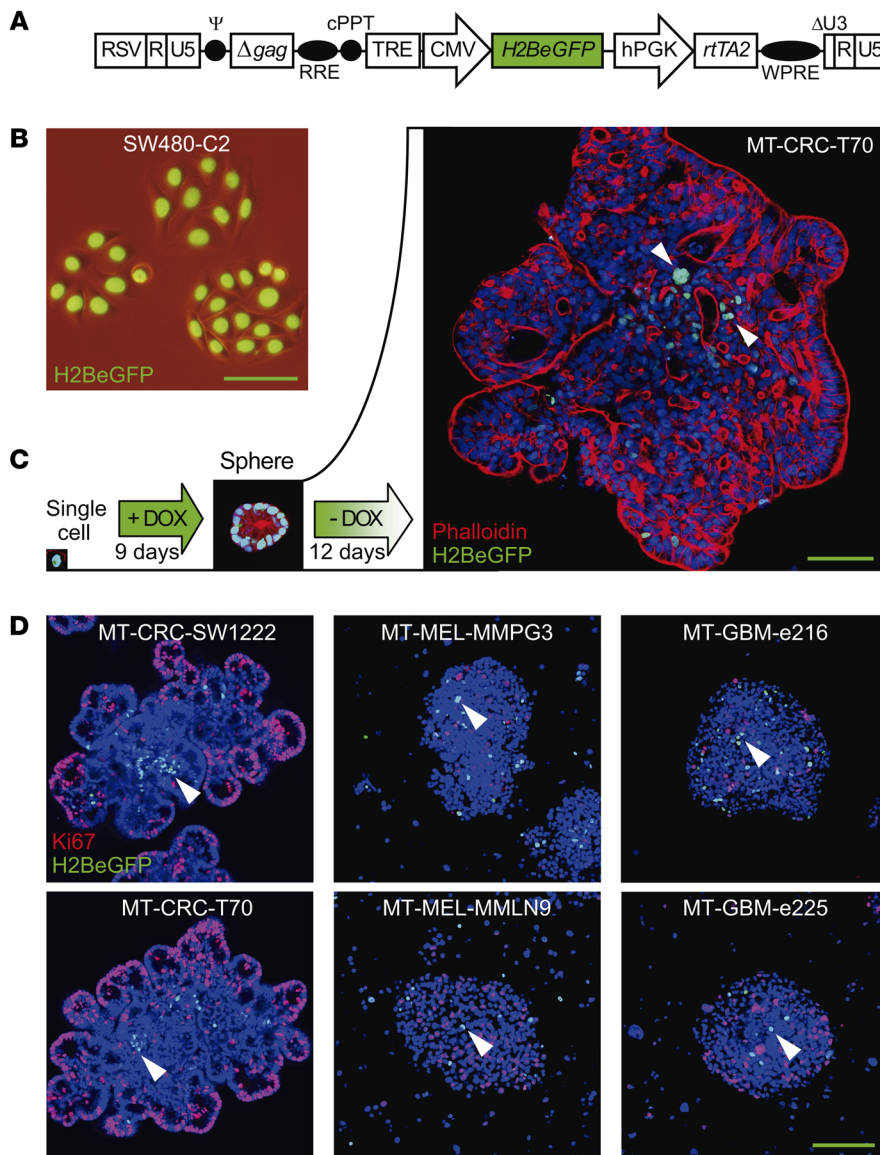 A
Ψ cPPT ΔU3
RSV R U5 Δgag TRE CMV H2BeGFP hPGK rtTA2 R U5
RRE WPRE
B
SW480-C2
H2BeGFP
MT-CRC-T70
Phalloidin
H2BeGFP
C
Sphere
Single
cell
+ DOX
9 days
- DOX
12 days
D
MT-CRC-SW1222
Ki67
H2BeGFP
MT-MEL-MMPG3
MT-GBM-e216
MT-CRC-T70
MT-MEL-MMLN9
MT-GBM-e225